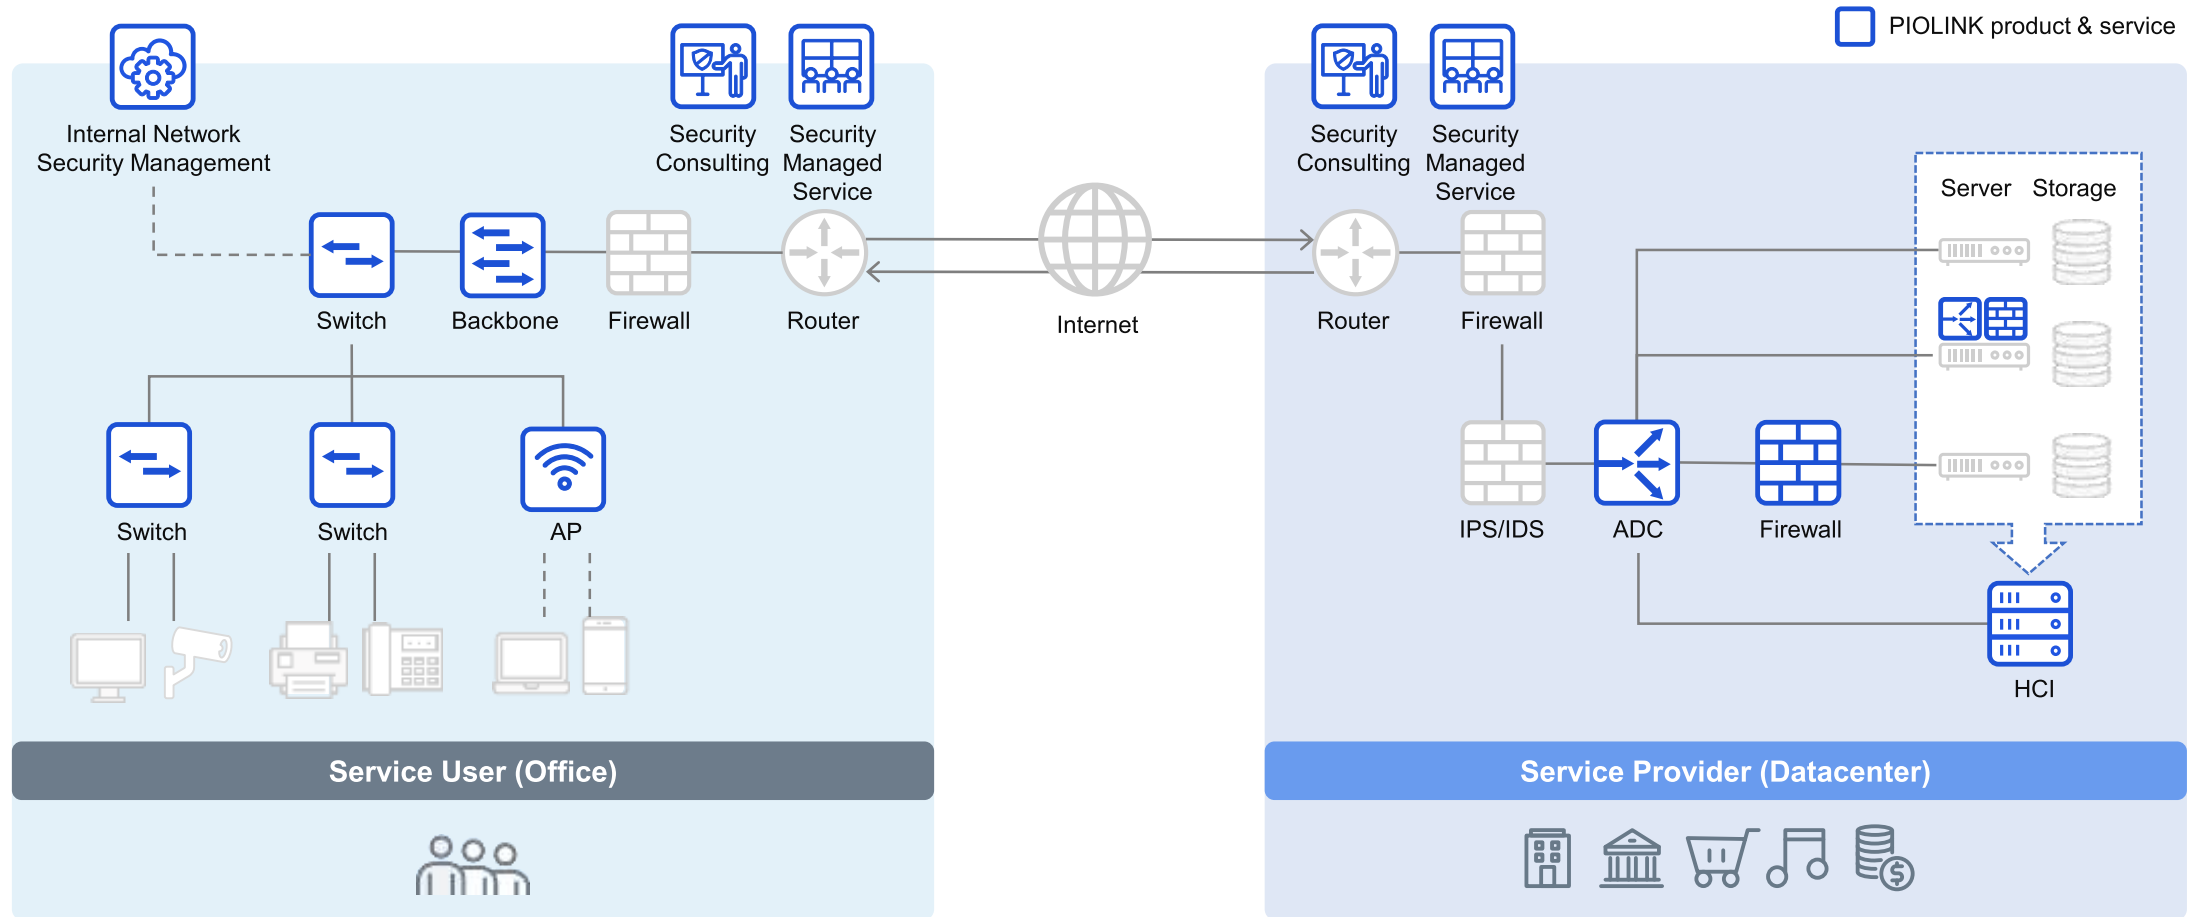 PIOLINK product & service
Internal Network
Security Management
Security
Consulting
Security
Managed
Service
Switch
Backbone
Firewall
Router
Internet
Switch
Switch
AP
Service User (Office)
Security
Consulting
Security
Managed
Service
Router
Firewall
Server
Storage
IPS/IDS
ADC
Firewall
HCI
Service Provider (Datacenter)